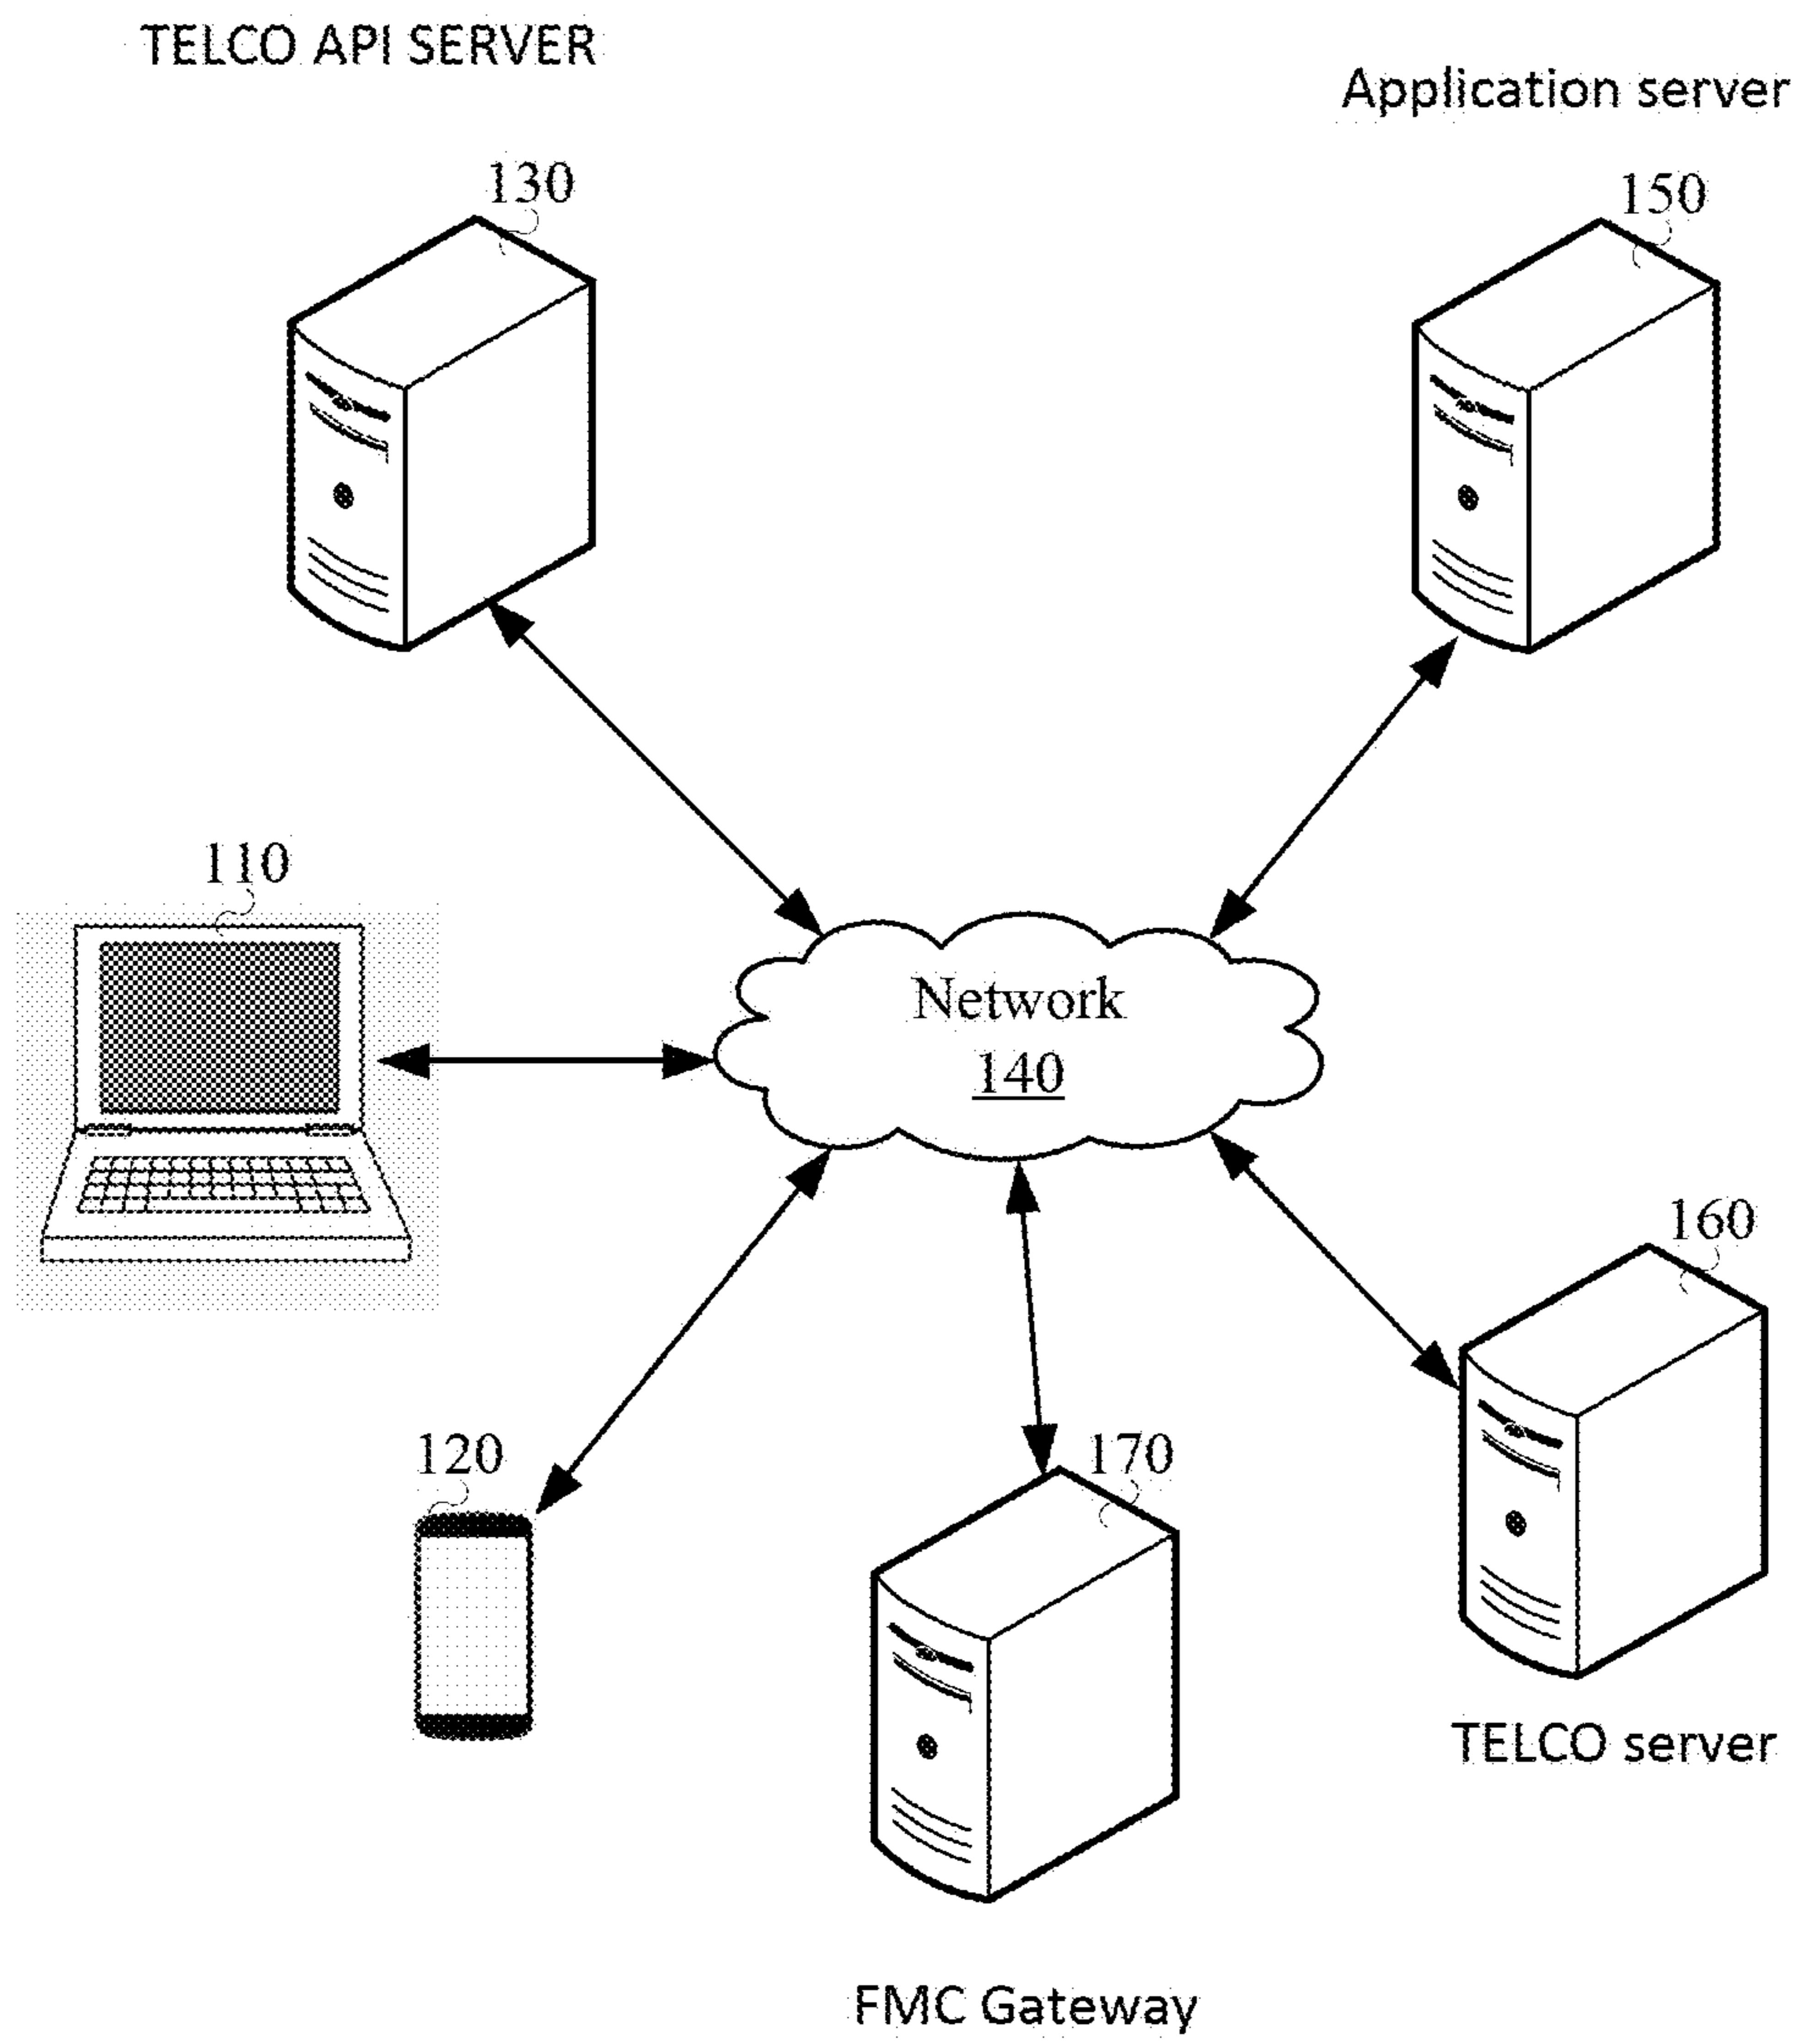 TELCO API SERVER
Application server
130
150
110
Network
140
160
120
170
TELCO server
FMC Gateway